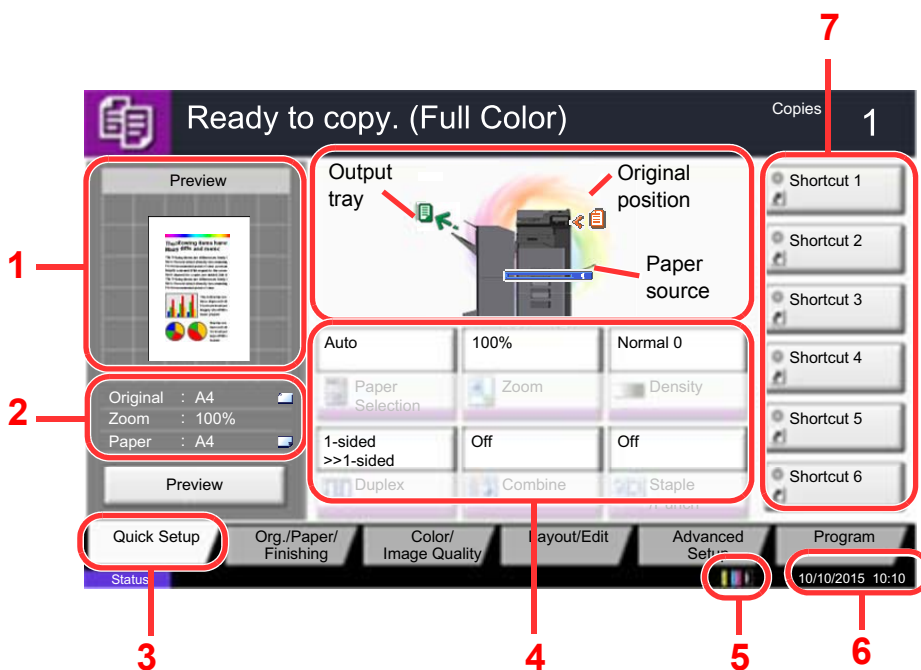 7
Ready to copy. (Full Color)
Copies
1
Preview
1
2
Original : A4
Zoom : 100%
Paper : A4
Preview
Output
tray
Original
position
Paper
source
Auto
Paper
Selection
100%
Zoom
Normal 0
Density
1-sided
>>1-sided
Duplex
Off
Combine
Off
Staple
/Punch
Shortcut 1
Shortcut 2
Shortcut 3
Shortcut 4
Shortcut 5
Shortcut 6
Quick Setup
Org./Paper/
Finishing
Color/
Image Quality
Layout/Edit
Advanced
Setup
Program
Status
10/10/2015 10:10
3
4
5
6